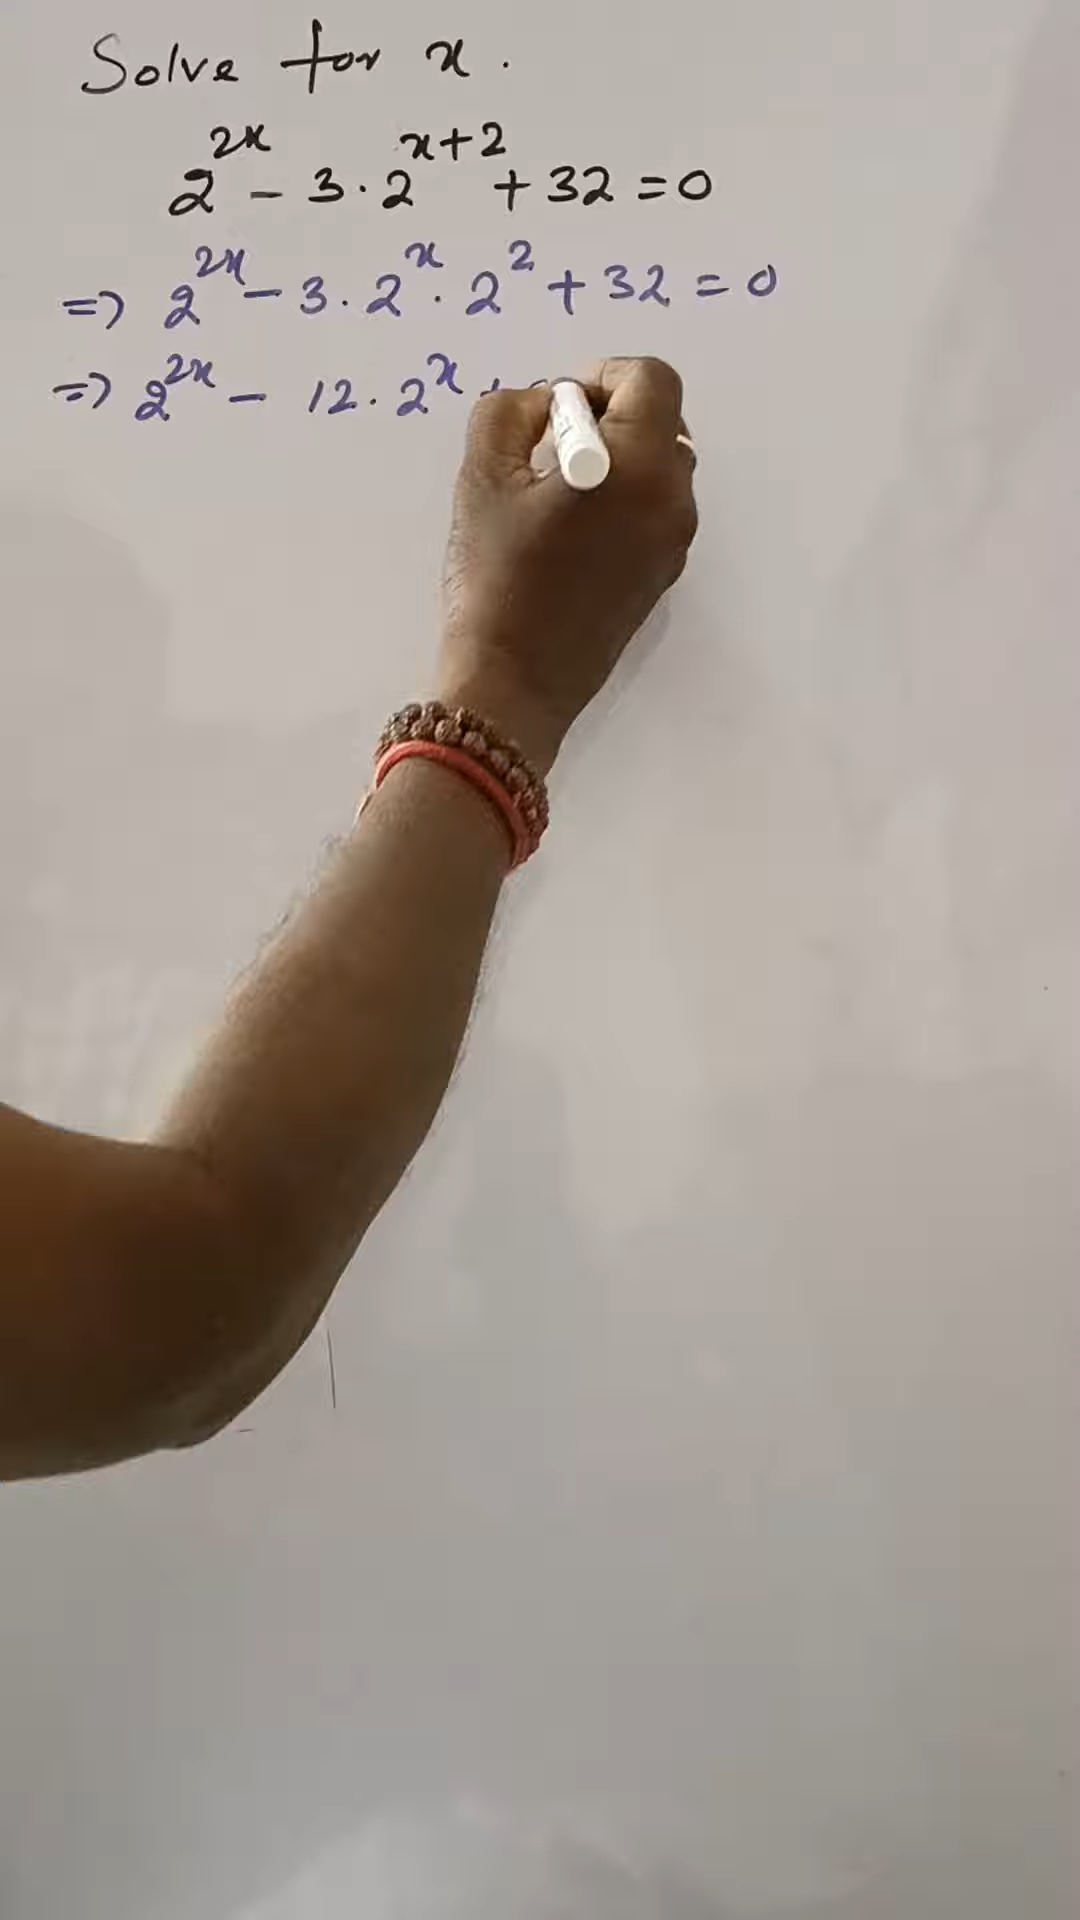 Solve for x.
2^{2x} - 3·2^{x+2} + 32 = 0
=> 2^{2x} - 3·2^{x}·2^{2} + 32 = 0
=> 2^{2x} - 12·2^{x} +